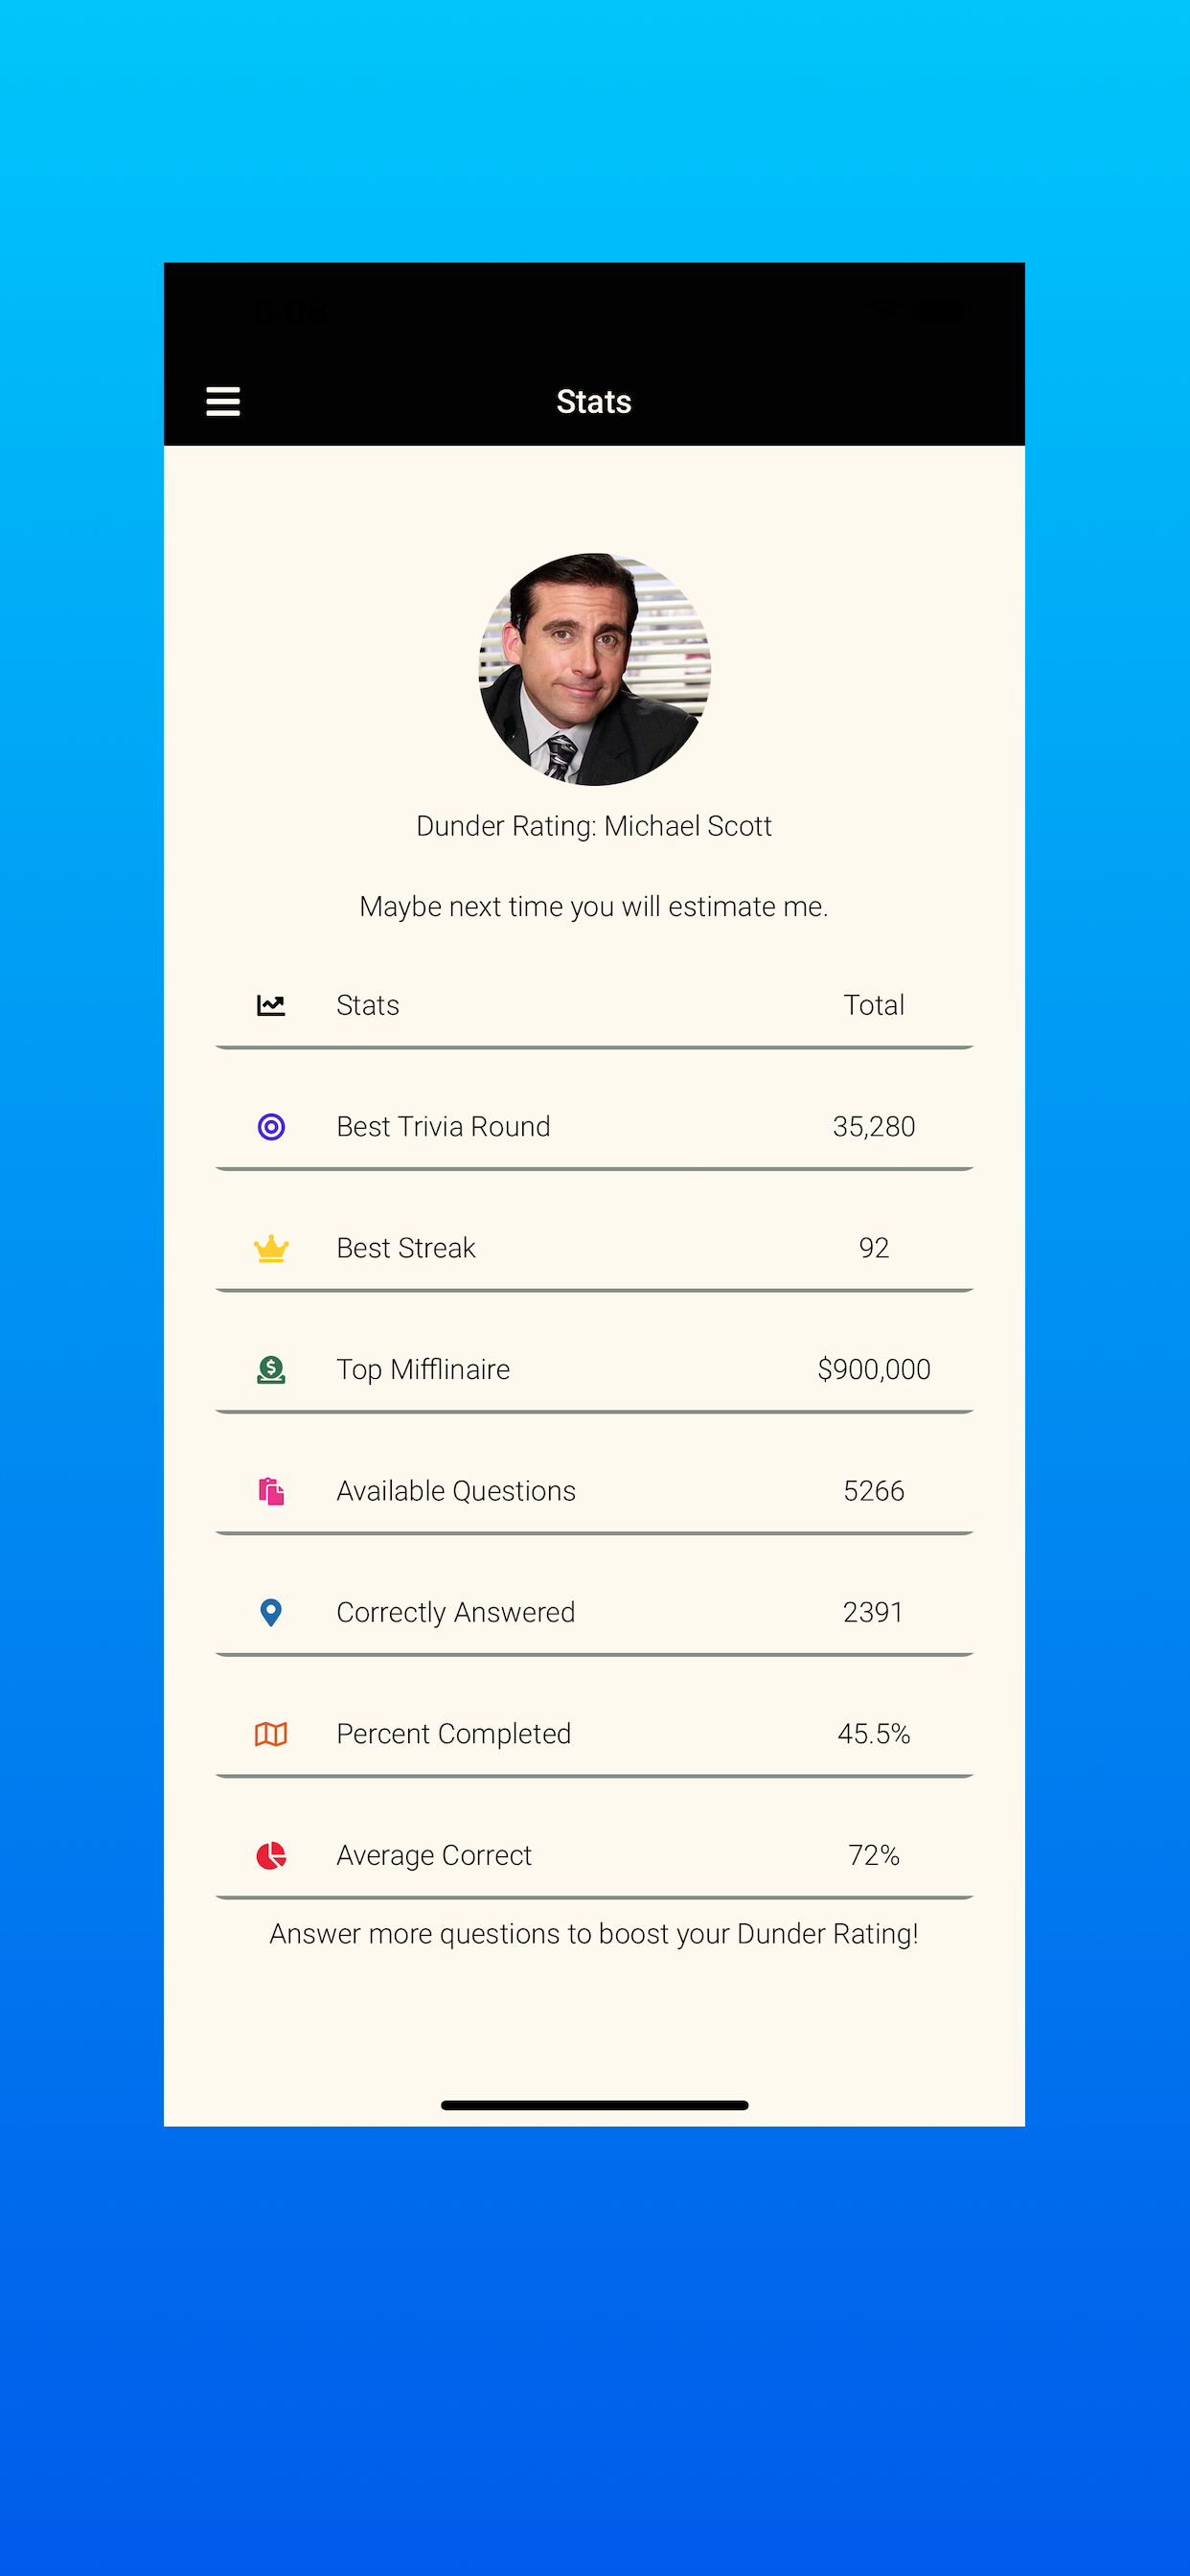 Stats
Dunder Rating: Michael Scott
Maybe next time you will estimate me.
Stats Total
Best Trivia Round 35,280
Best Streak 92
Top Mifflinaire $900,000
Available Questions 5266
Correctly Answered 2391
Percent Completed 45.5%
Average Correct 72%
Answer more questions to boost your Dunder Rating!